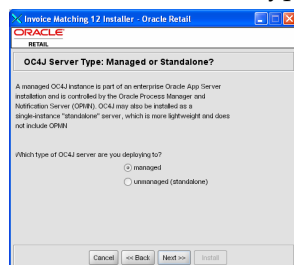 Invoice Matching 12 Installer - Oracle Retail
ORACLE
RETAIL
OC4J Server Type: Managed or Standalone?
A managed OC4J instance is part of an enterprise Oracle App Server
installation and is controlled by the Oracle Process Manager and
Notification Server (OPMN). OC4J may also be installed as a
single-instance "standalone" server, which is more lightweight and does
not include OPMN
Which type of OC4J server are you deploying to?
managed
unmanaged (standalone)
Cancel << Back Next >> Install